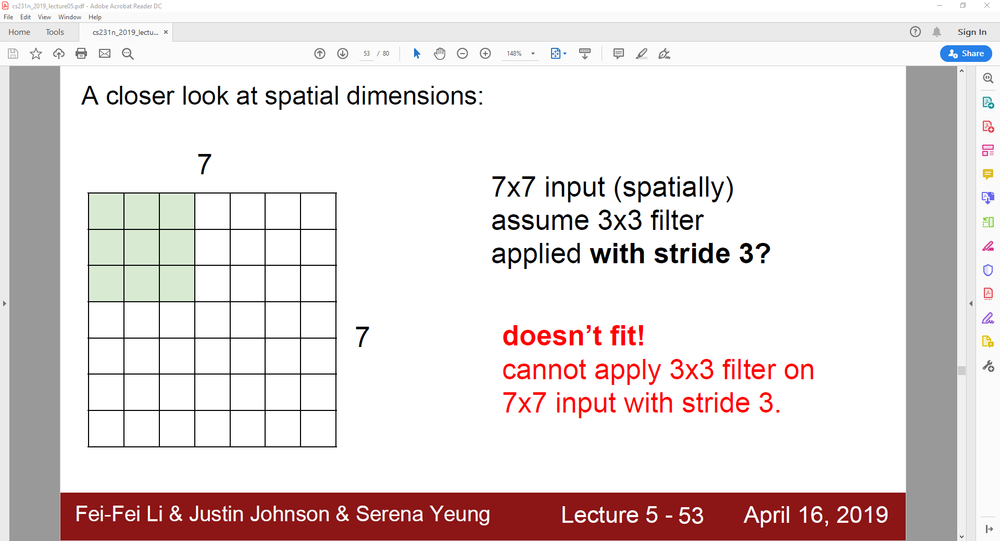 cs231n_2019_lecture05.pdf - Adobe Acrobat Reader DC
File Edit View Window Help
Home Tools cs231n_2019_lectu... Sign In
53 / 80 148% Share
A closer look at spatial dimensions:
7
7x7 input (spatially)
assume 3x3 filter
applied with stride 3?
7
doesn’t fit!
cannot apply 3x3 filter on
7x7 input with stride 3.
Fei-Fei Li & Justin Johnson & Serena Yeung Lecture 5 - 53 April 16, 2019